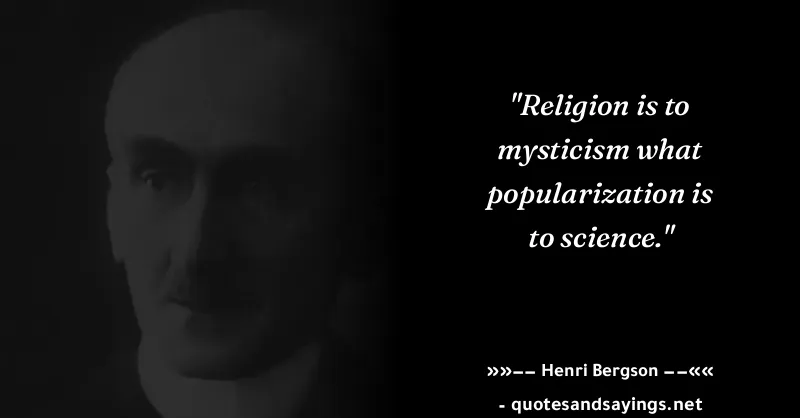 "Religion is to
mysticism what
popularization is
to science."
»»−− Henri Bergson −−««
- quotesandsayings.net